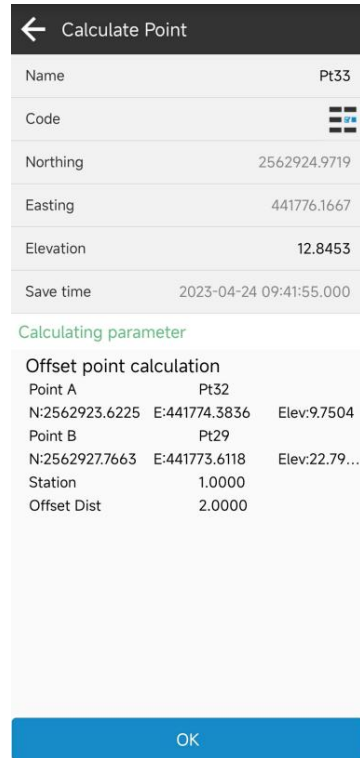 Calculate Point
Name Pt33
Code
Northing 2562924.9719
Easting 441776.1667
Elevation 12.8453
Save time 2023-04-24 09:41:55.000
Calculating parameter
Offset point calculation
Point A Pt32
N:2562923.6225 E:441774.3836 Elev:9.7504
Point B Pt29
N:2562927.7663 E:441773.6118 Elev:22.79...
Station 1.0000
Offset Dist 2.0000
OK